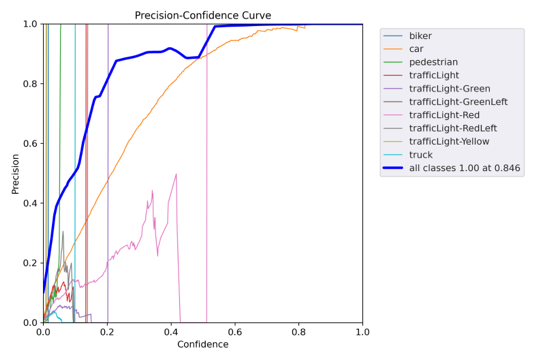 Precision-Confidence Curve
1.0
0.8
0.6
0.4
0.2
0.0
0.0
0.2
0.4
0.6
0.8
1.0
Precision
Confidence
biker
car
pedestrian
trafficLight
trafficLight-Green
trafficLight-GreenLeft
trafficLight-Red
trafficLight-RedLeft
trafficLight-Yellow
truck
all classes 1.00 at 0.846